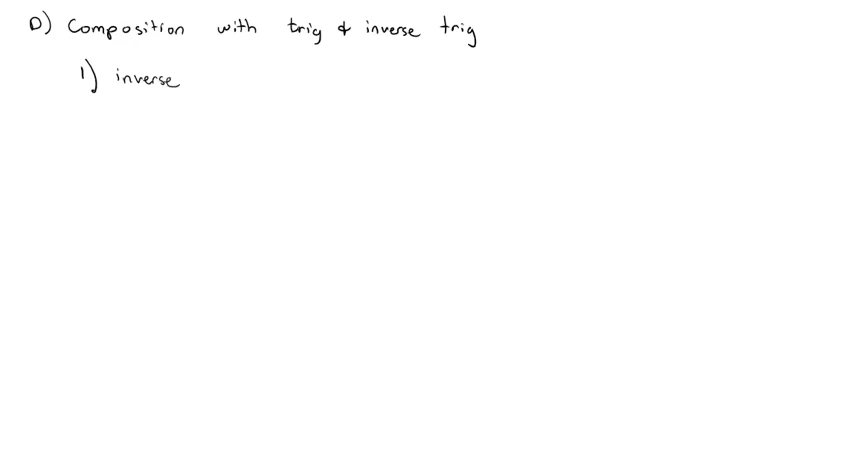 D) Composition with trig & inverse trig
1) inverse